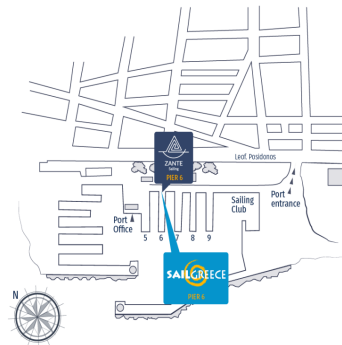 ZANTE
Sailing
PIER 6
Leof. Posidonos
Port
entrance
Sailing
Club
Port
Office
5
6
7
8
9
SAILGREECE
PIER 6
N